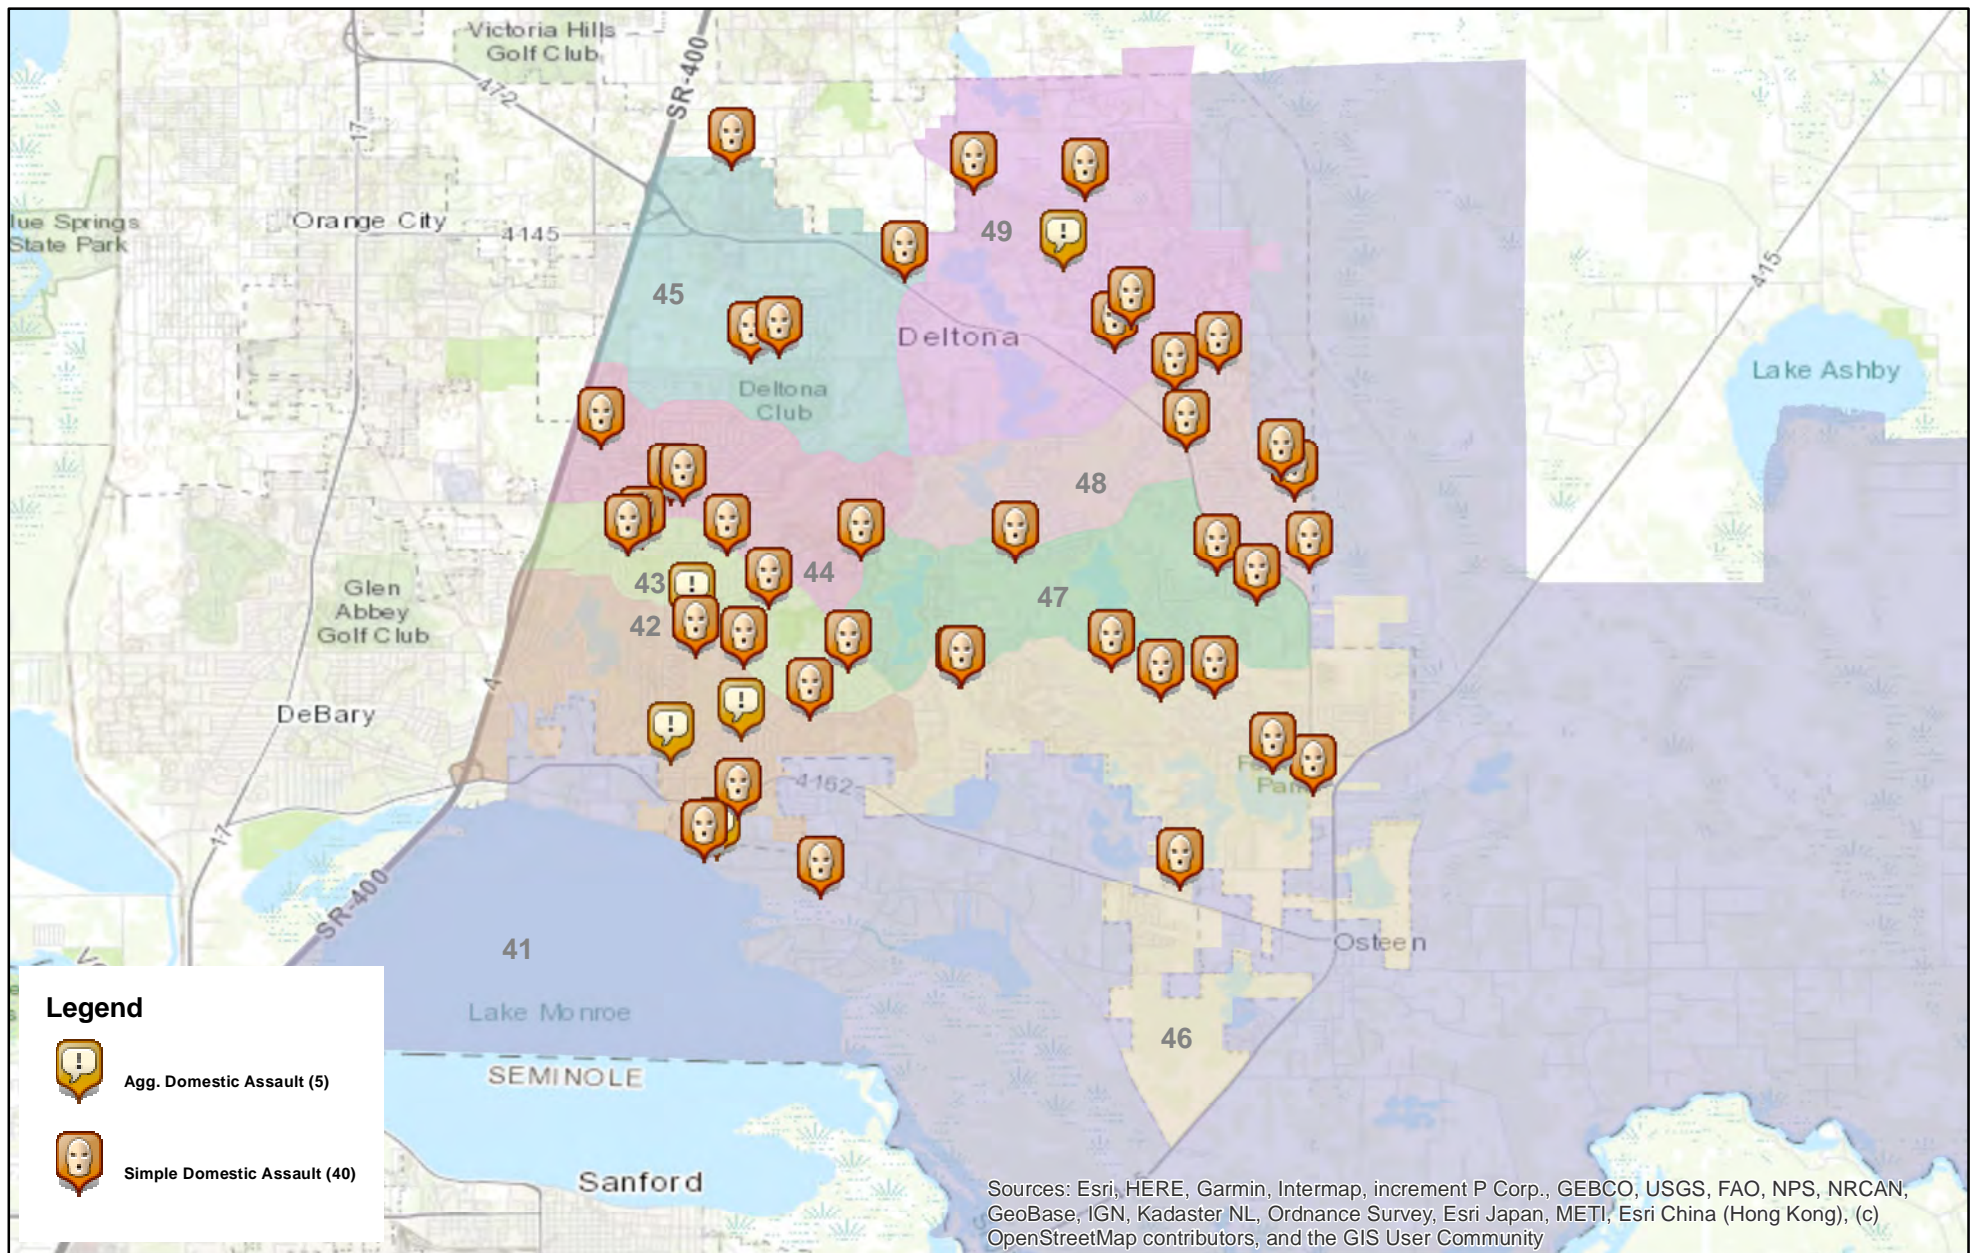 Victoria Hills
Golf Club
SR-400
472
17
lue Springs
State Park
Orange City
4145
49
415
45
Deltona
Lake Ashby
Deltona
Club
48
43
44
47
Glen
Abbey
Golf Club
42
4
DeBary
4162
17
SR-400
41
Osteen
Lake Monroe
46
SEMINOLE
Sanford
Legend
Agg. Domestic Assault (5)
Simple Domestic Assault (40)
Sources: Esri, HERE, Garmin, Intermap, increment P Corp., GEBCO, USGS, FAO, NPS, NRCAN,
GeoBase, IGN, Kadaster NL, Ordnance Survey, Esri Japan, METI, Esri China (Hong Kong), (c)
OpenStreetMap contributors, and the GIS User Community